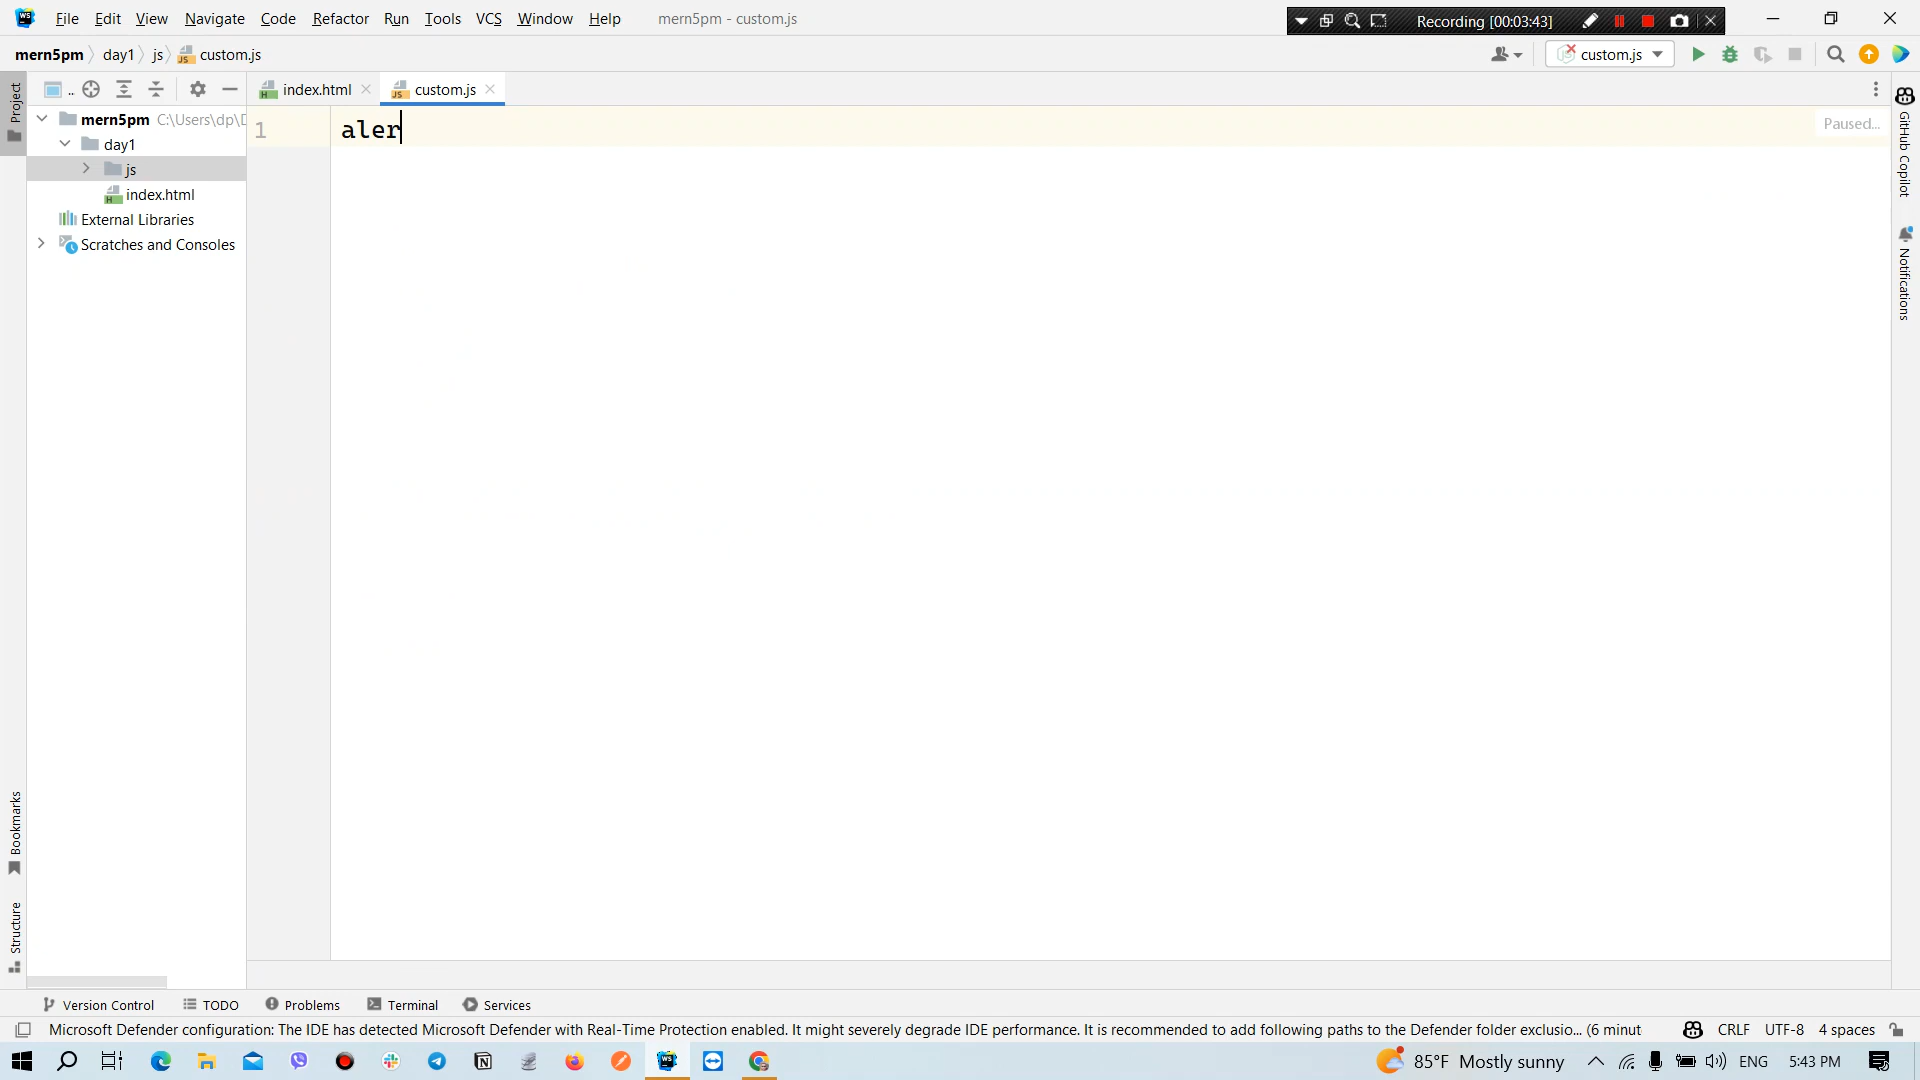 File Edit View Navigate Code Refactor Run Tools VCS Window Help mern5pm - custom.js Recording [00:03:43]
mern5pm day1 js custom.js custom.js
.. index.html custom.js
mern5pm C:\Users\dp\D
1 aler
Paused...
day1
js
index.html
External Libraries
Scratches and Consoles
Project
Bookmarks
Structure
GitHub Copilot
Notifications
Version Control TODO Problems Terminal Services
Microsoft Defender configuration: The IDE has detected Microsoft Defender with Real-Time Protection enabled. It might severely degrade IDE performance. It is recommended to add following paths to the Defender folder exclusio... (6 minut CRLF UTF-8 4 spaces
85°F Mostly sunny ENG 5:43 PM